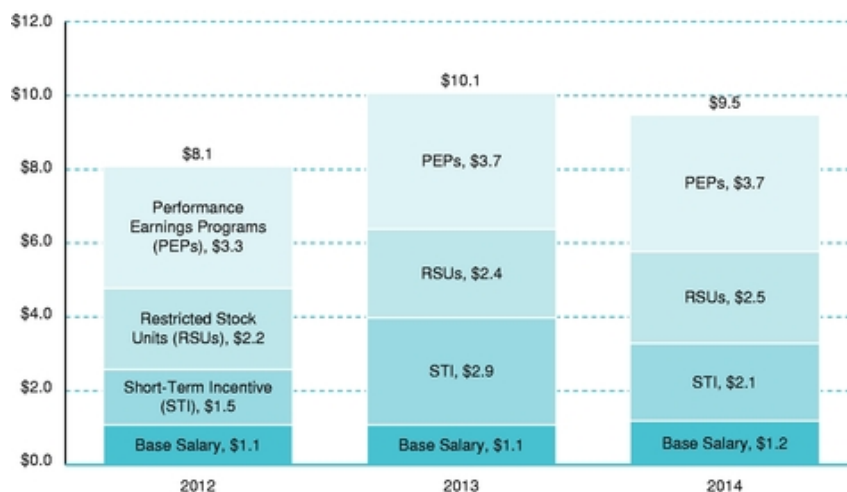 $12.0
$10.0
$8.0
$6.0
$4.0
$2.0
$0.0
$8.1
Performance
Earnings Programs
(PEPs), $3.3
Restricted Stock
Units (RSUs), $2.2
Short-Term Incentive
(STI), $1.5
Base Salary, $1.1
2012
$10.1
PEPs, $3.7
RSUs, $2.4
STI, $2.9
Base Salary, $1.1
2013
$9.5
PEPs, $3.7
RSUs, $2.5
STI, $2.1
Base Salary, $1.2
2014